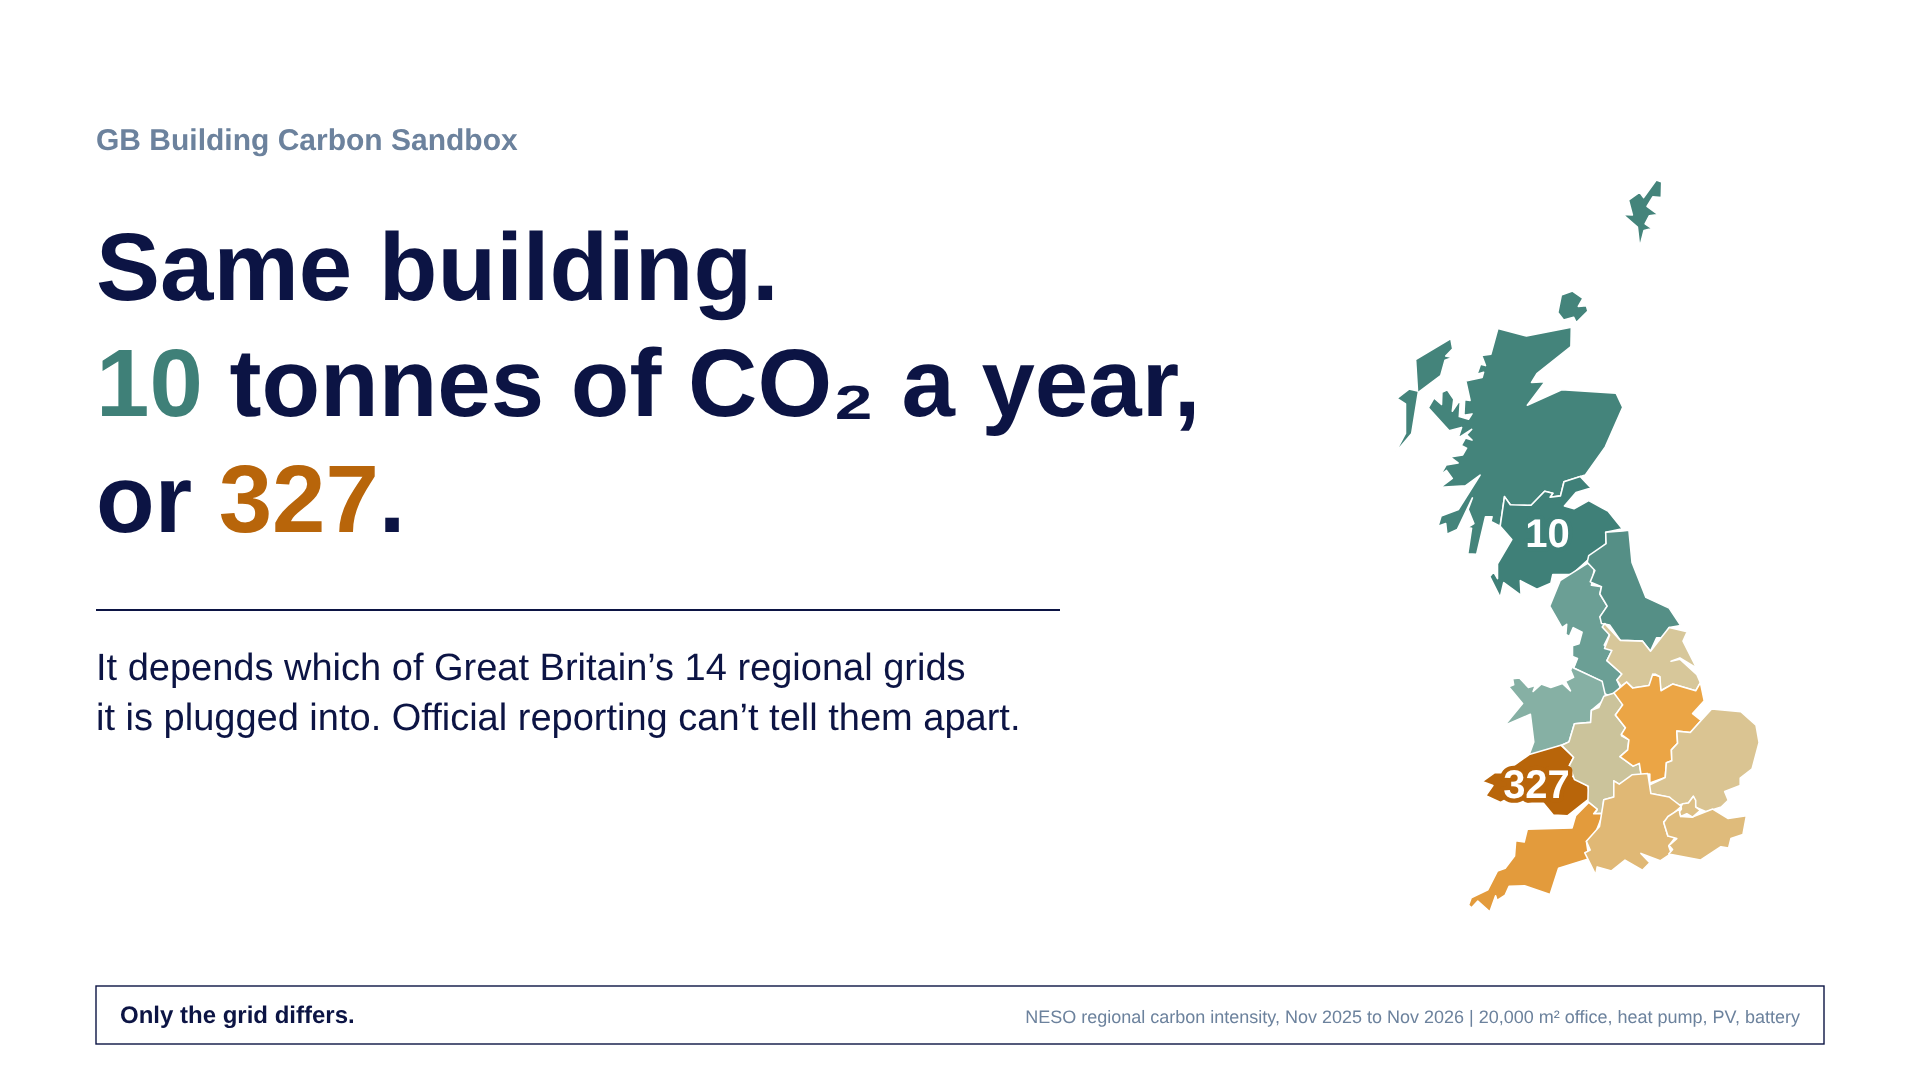 GB Building Carbon Sandbox
Same building.
10 tonnes of CO₂ a year,
or 327.
It depends which of Great Britain’s 14 regional grids
it is plugged into. Official reporting can’t tell them apart.
10
327
Only the grid differs.
NESO regional carbon intensity, Nov 2025 to Nov 2026 | 20,000 m² office, heat pump, PV, battery